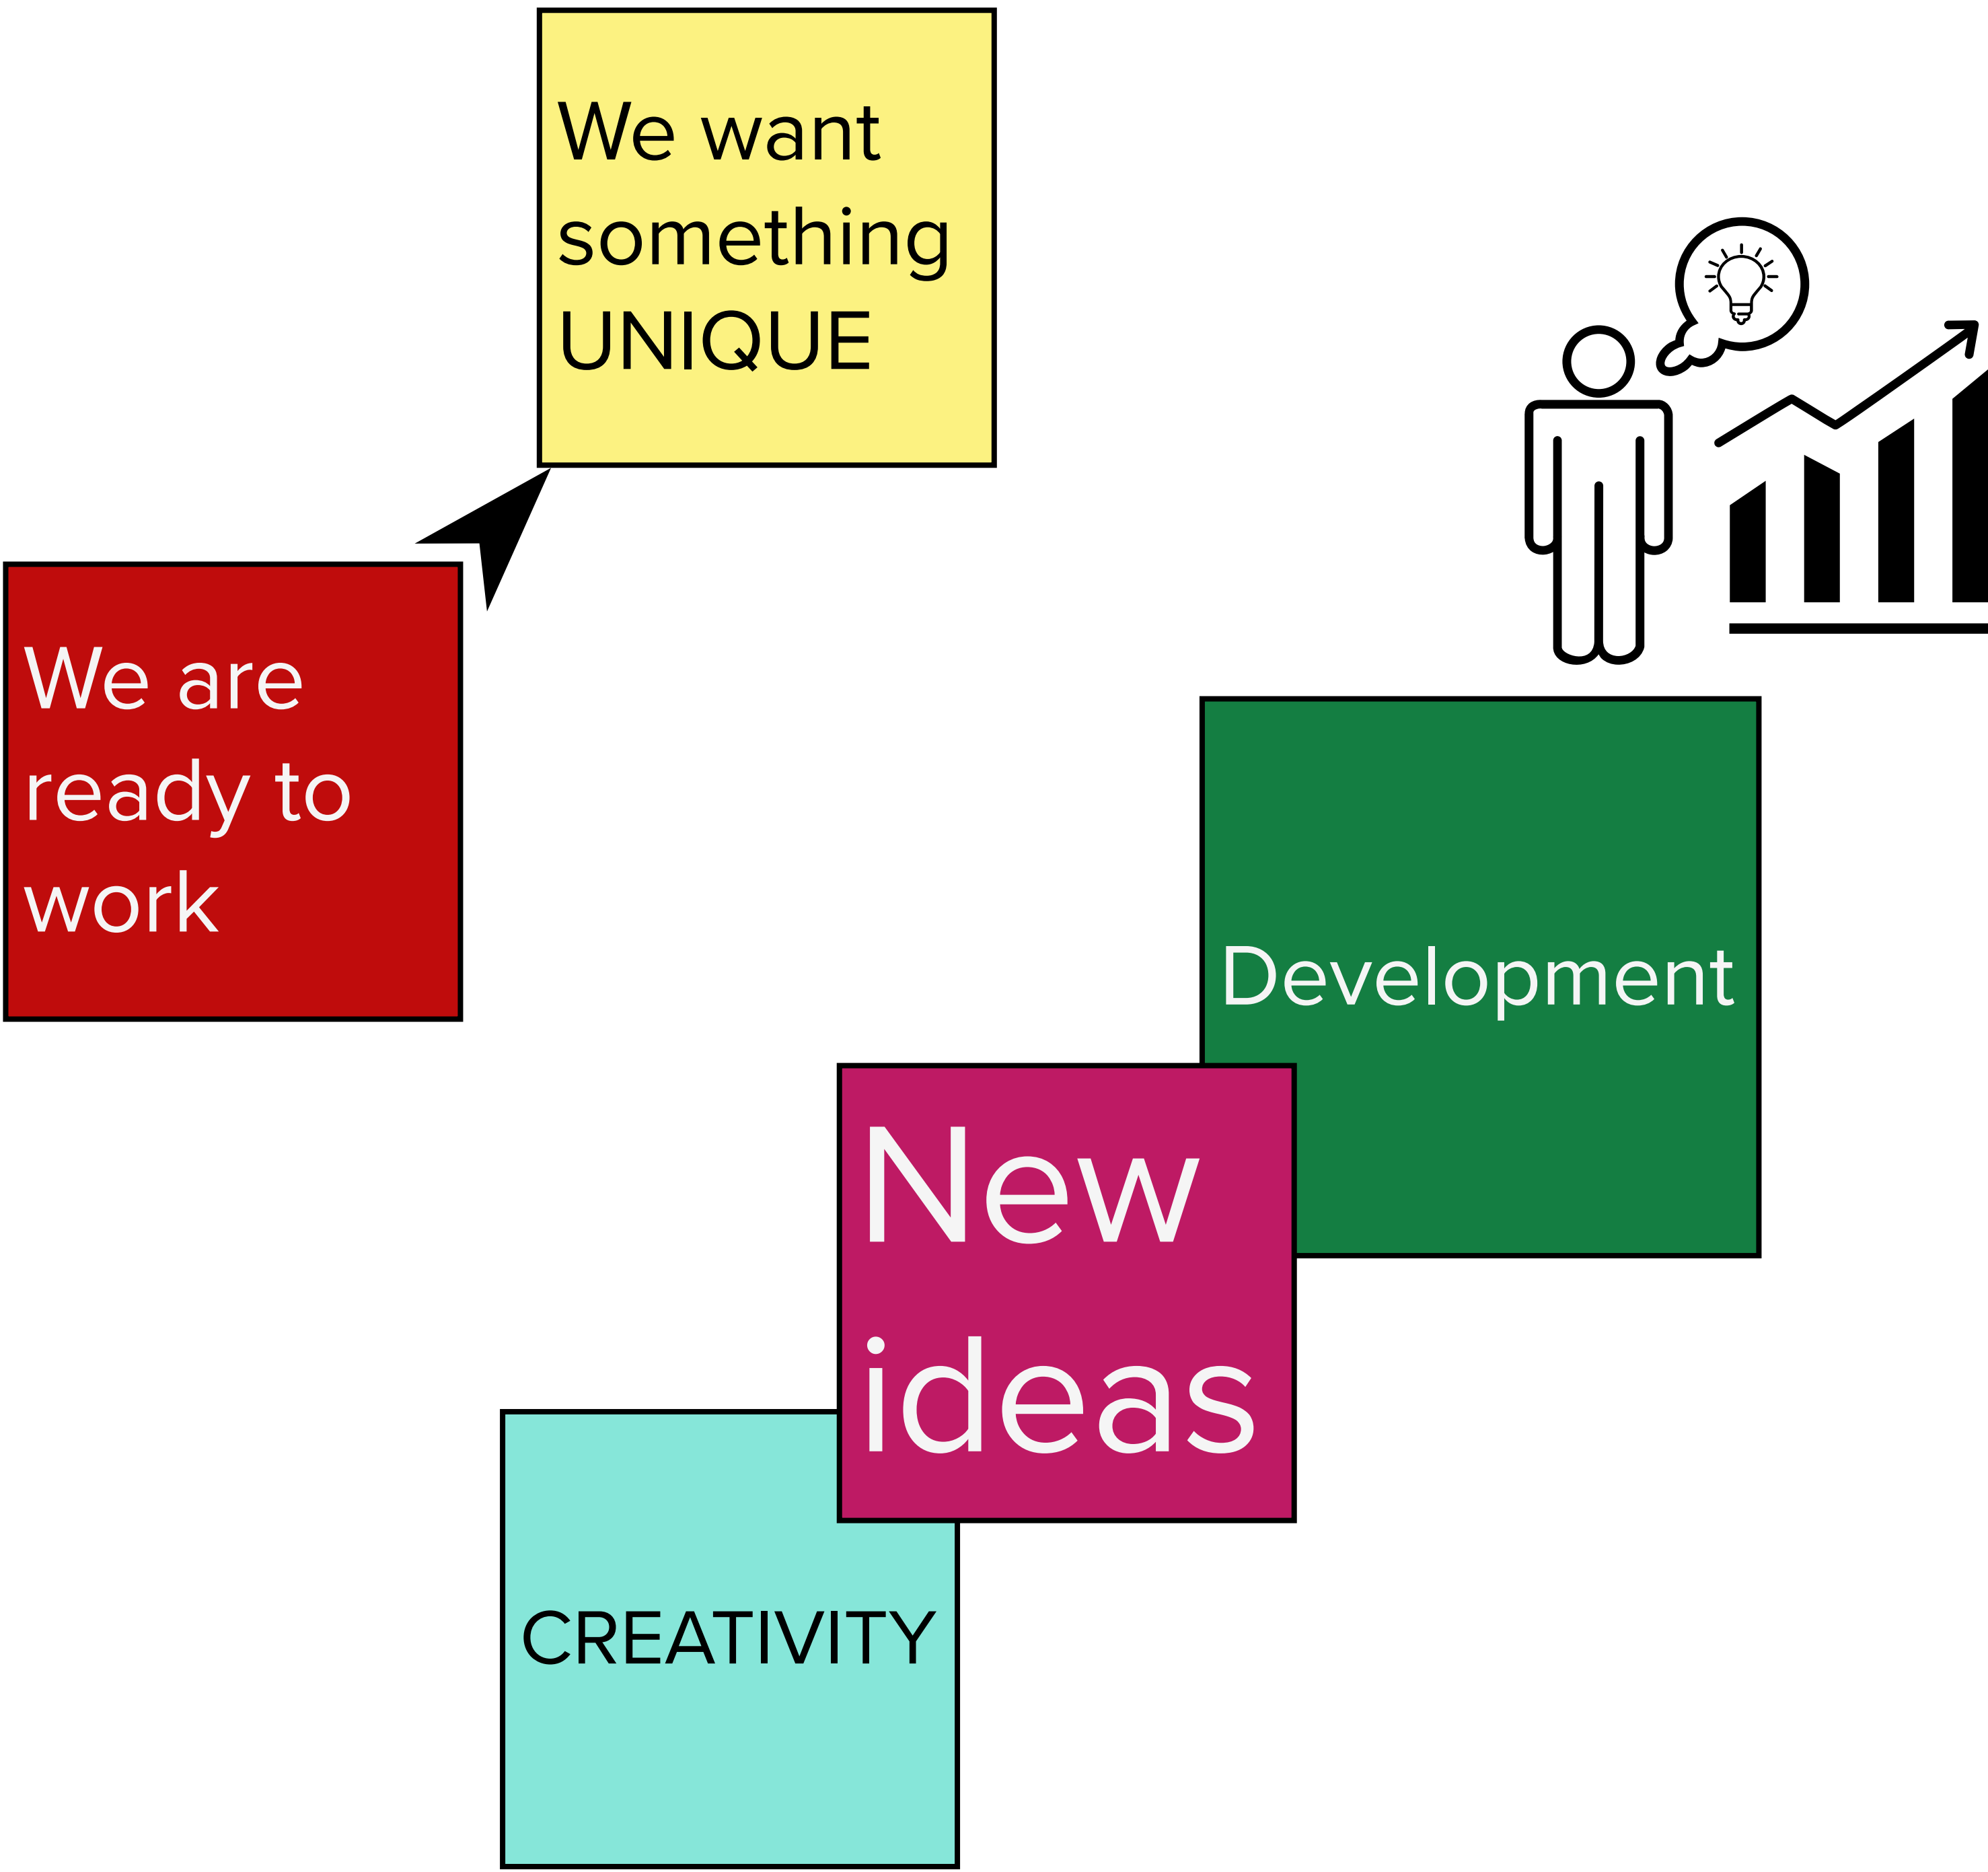 We want
something
UNIQUE
We are
ready to
work
Development
New
ideas
CREATIVITY